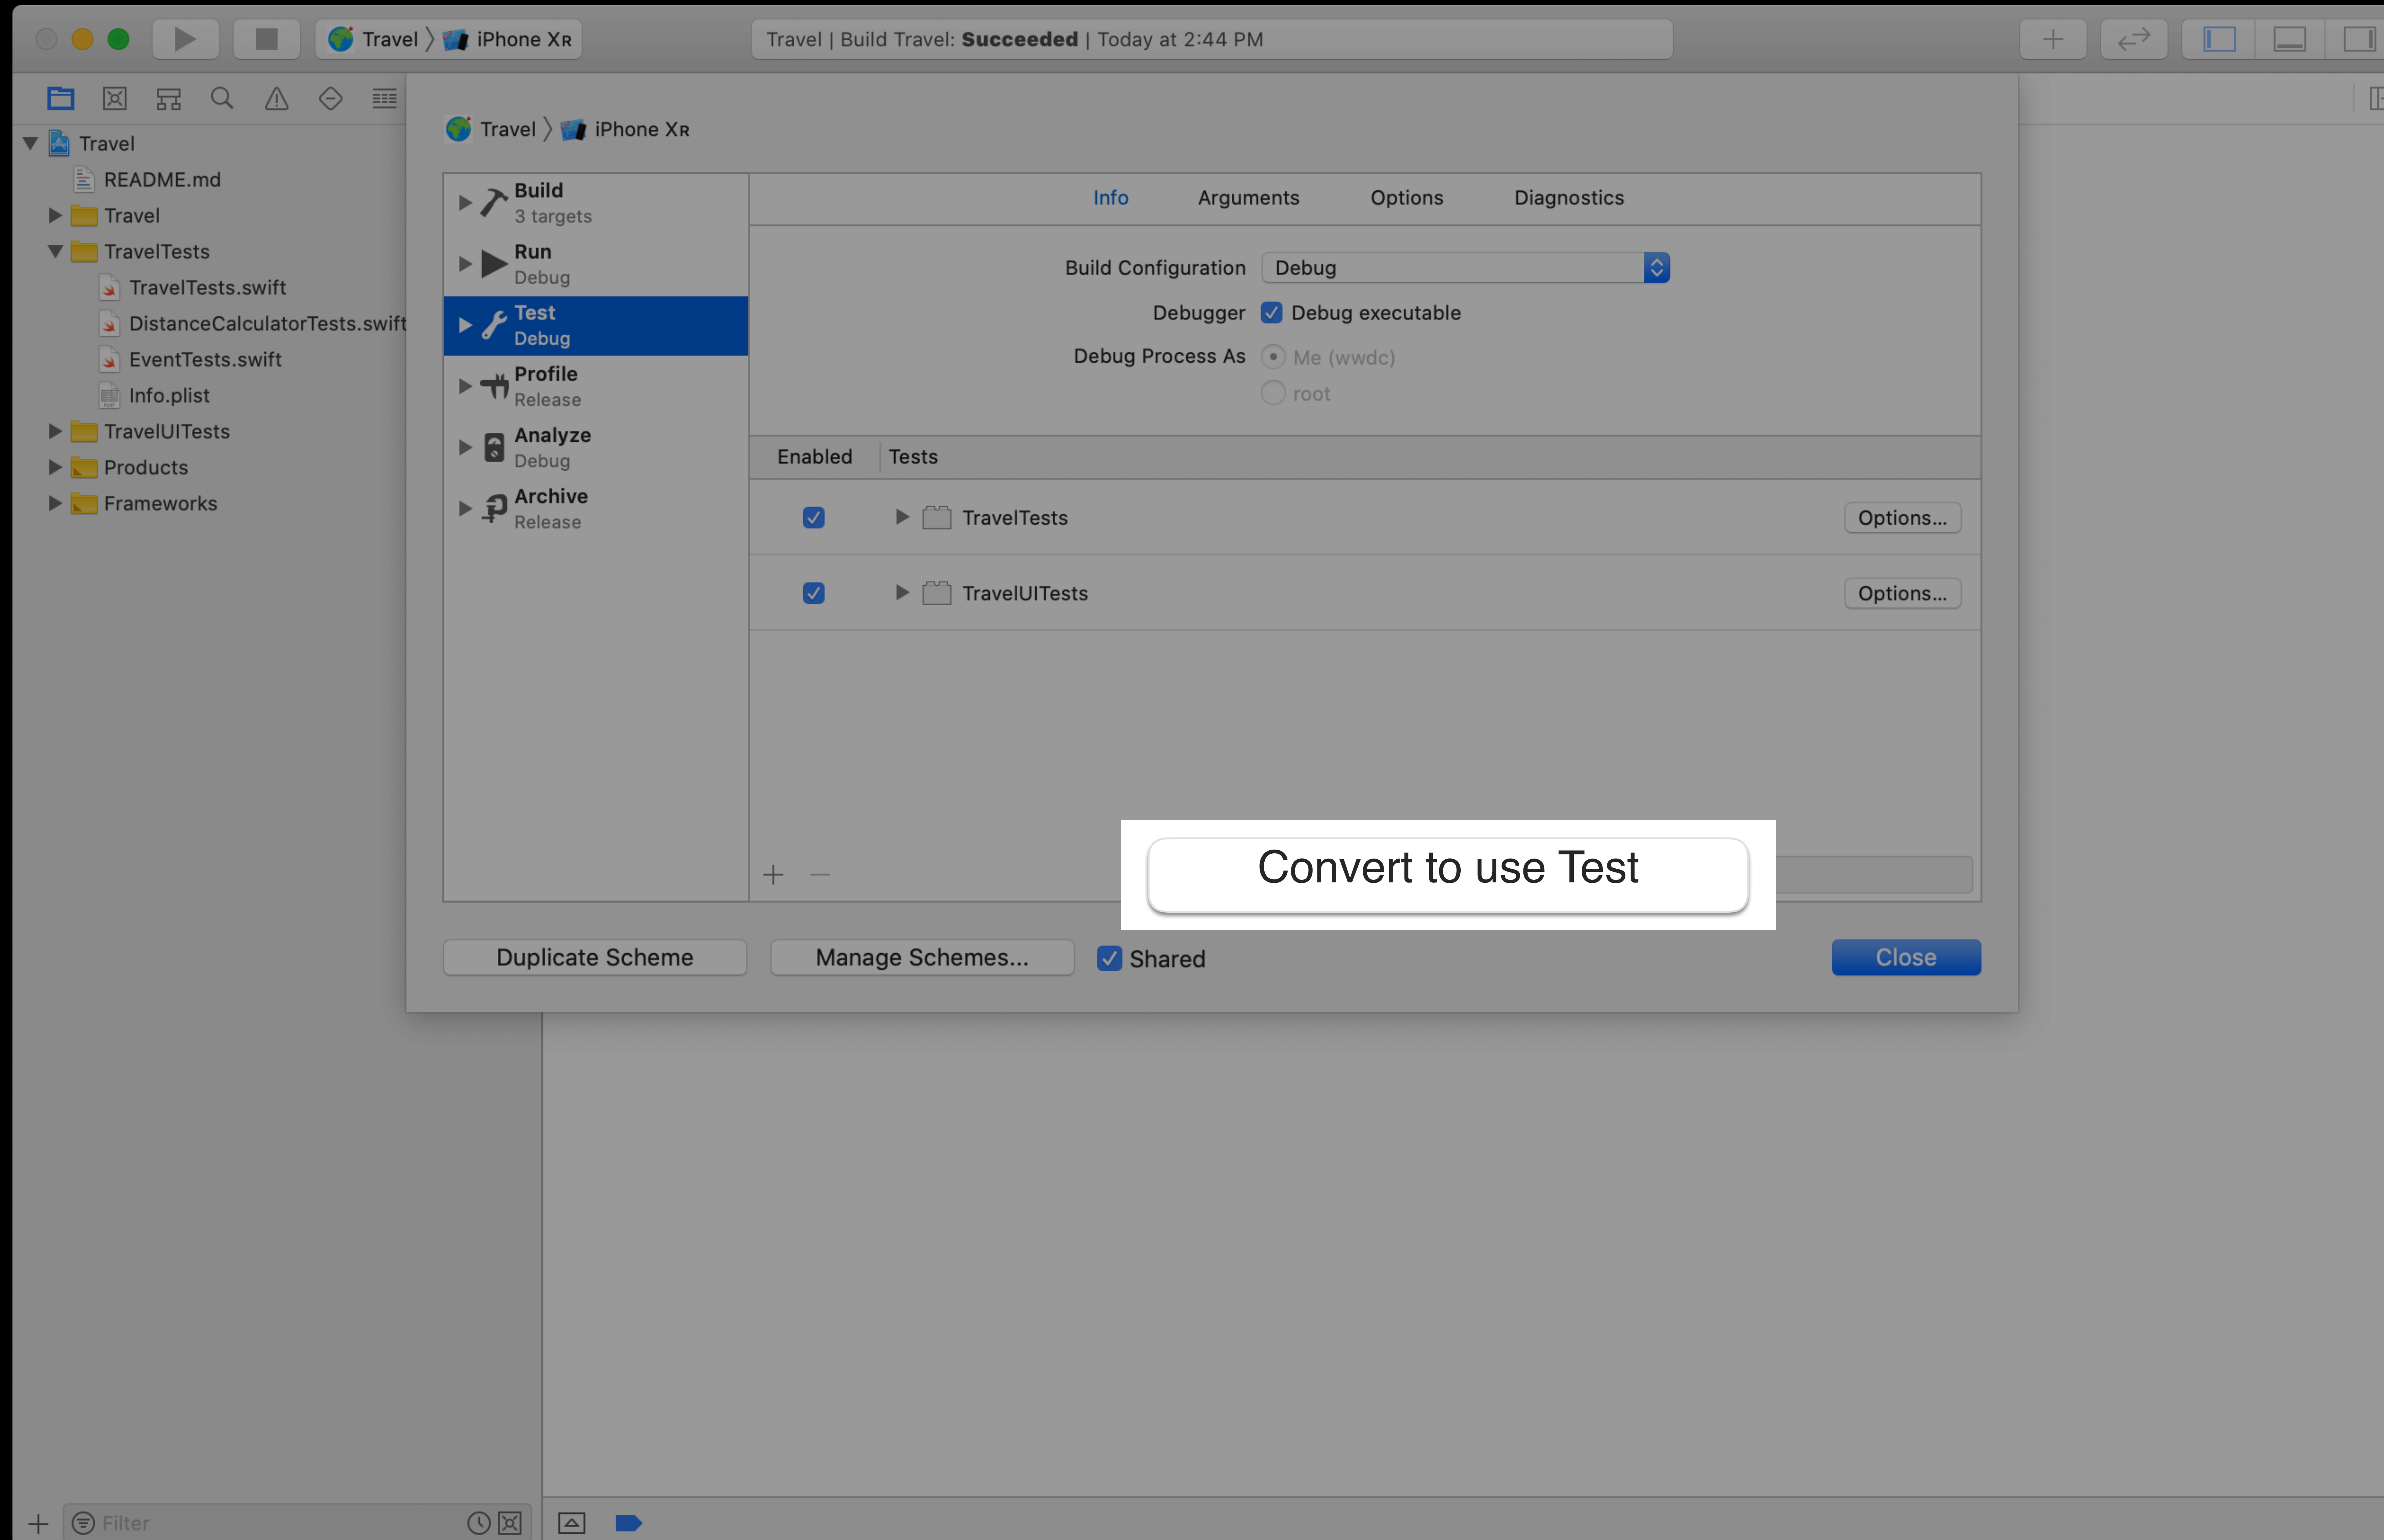 Travel 〉 iPhone Xʀ
Travel | Build Travel: Succeeded | Today at 2:44 PM
Travel
README.md
Travel
TravelTests
TravelTests.swift
DistanceCalculatorTests.swift
EventTests.swift
Info.plist
TravelUITests
Products
Frameworks
Travel 〉 iPhone Xʀ
Build
3 targets
Run
Debug
Test
Debug
Profile
Release
Analyze
Debug
Archive
Release
Info Arguments Options Diagnostics
Build Configuration Debug
Debugger Debug executable
Debug Process As Me (wwdc)
root
Enabled Tests
TravelTests Options...
TravelUITests Options...
Convert to use Test
Duplicate Scheme Manage Schemes... Shared Close
Filter